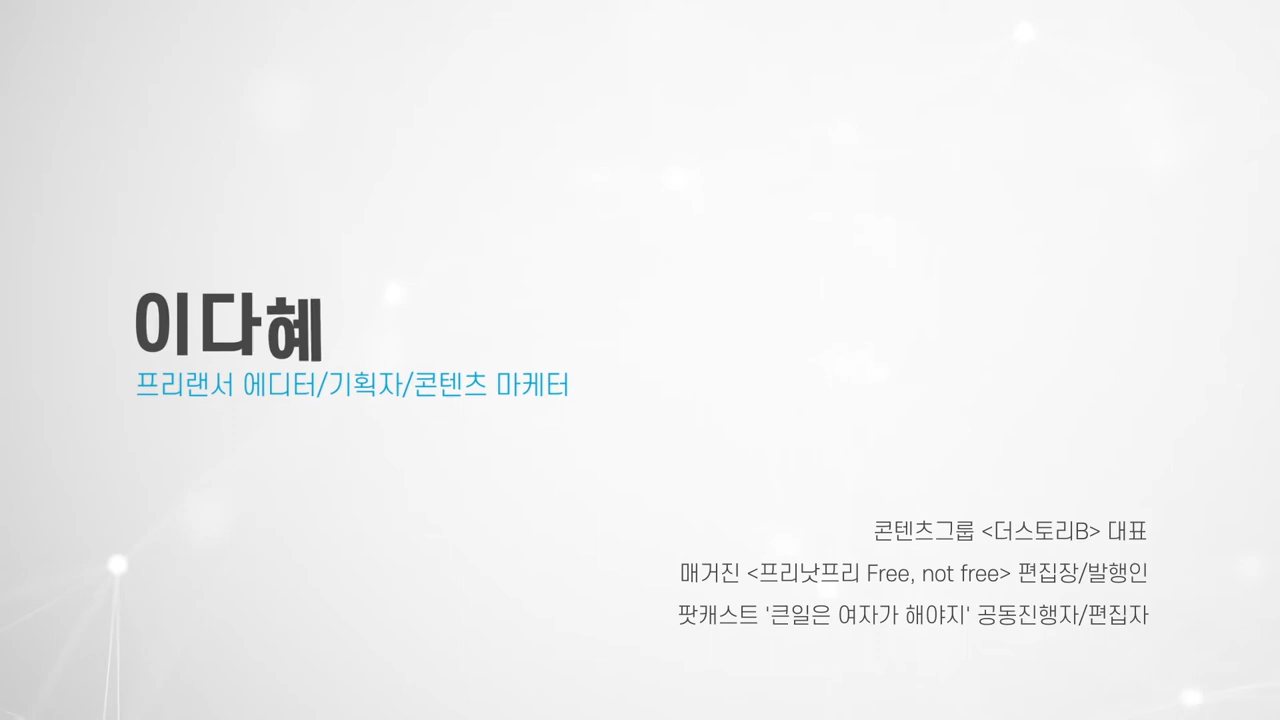 이다혜
프리랜서 에디터/기획자/콘텐츠 마케터
콘텐츠그룹 <더스토리B> 대표
매거진 <프리낫프리 Free, not free> 편집장/발행인
팟캐스트 '큰일은 여자가 해야지' 공동진행자/편집자